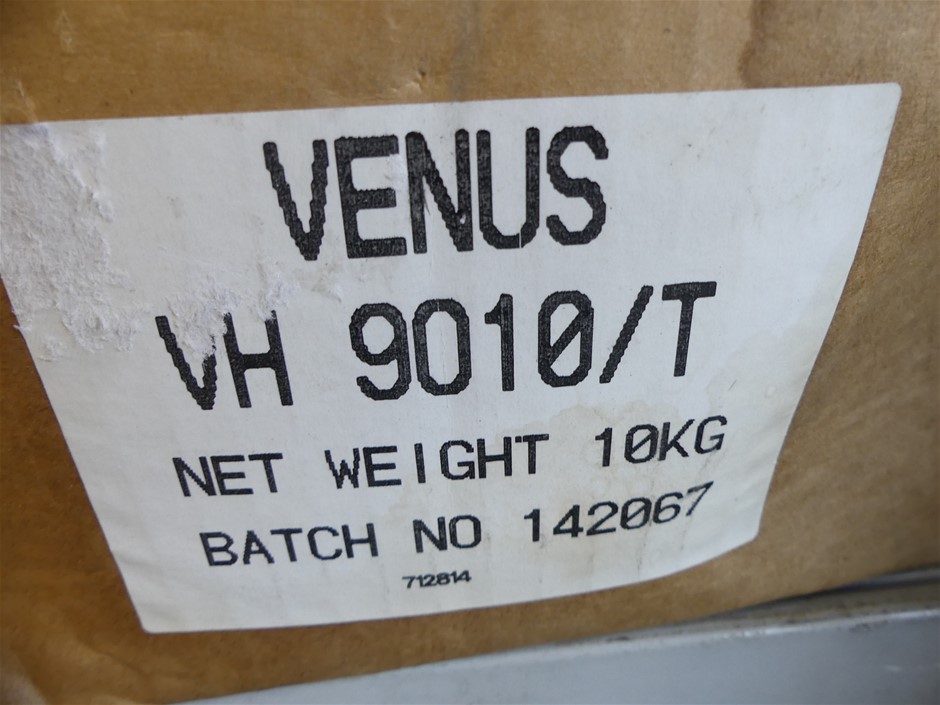 VENUS
VH 9010/T
NET WEIGHT 10KG
BATCH NO 142067
712814